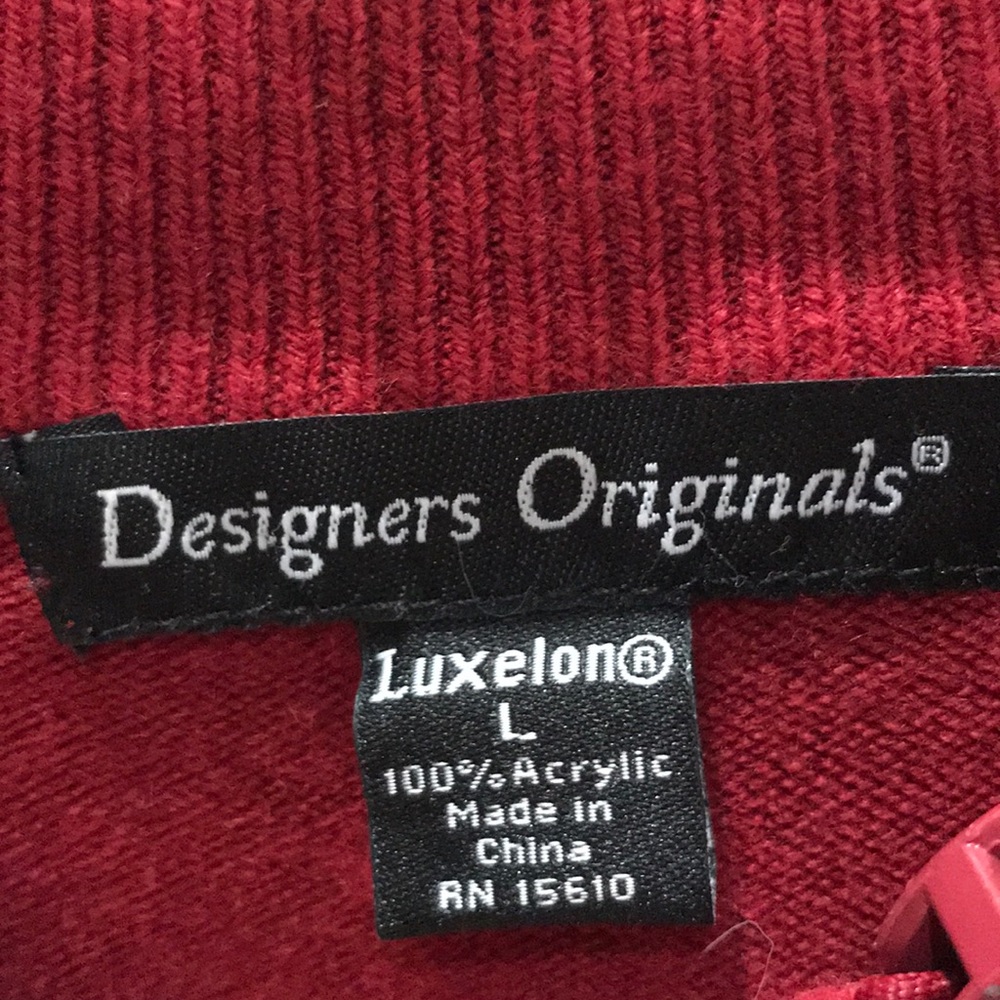 Designers Originals®
Luxelon®
L
100% Acrylic
Made in
China
RN 15610